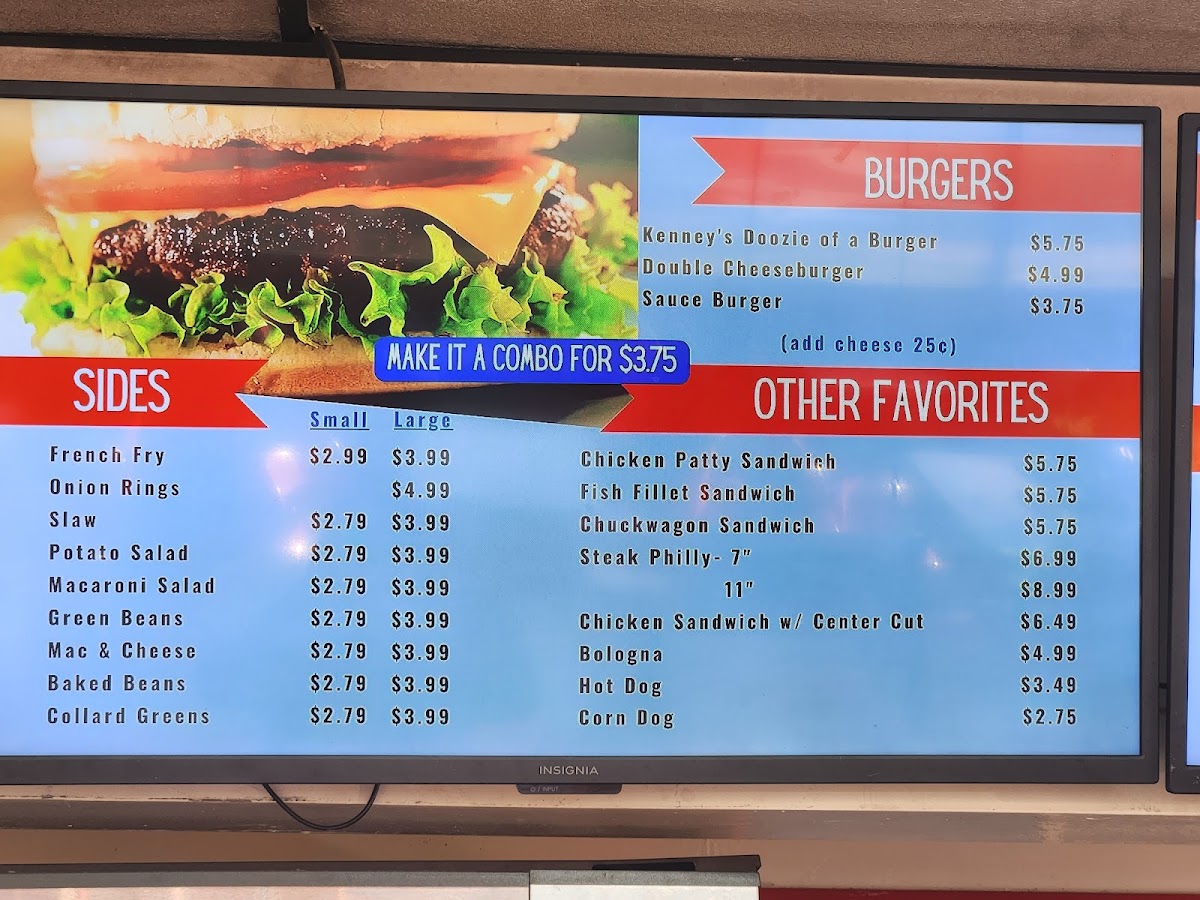 BURGERS
Kenney's Doozie of a Burger $5.75
Double Cheeseburger $4.99
Sauce Burger $3.75
(add cheese 25¢)
MAKE IT A COMBO FOR $3.75
SIDES
Small Large
French Fry $2.99 $3.99
Onion Rings $4.99
Slaw $2.79 $3.99
Potato Salad $2.79 $3.99
Macaroni Salad $2.79 $3.99
Green Beans $2.79 $3.99
Mac & Cheese $2.79 $3.99
Baked Beans $2.79 $3.99
Collard Greens $2.79 $3.99
OTHER FAVORITES
Chicken Patty Sandwich $5.75
Fish Fillet Sandwich $5.75
Chuckwagon Sandwich $5.75
Steak Philly- 7" $6.99
11" $8.99
Chicken Sandwich w/ Center Cut $6.49
Bologna $4.99
Hot Dog $3.49
Corn Dog $2.75
INSIGNIA
/ INPUT